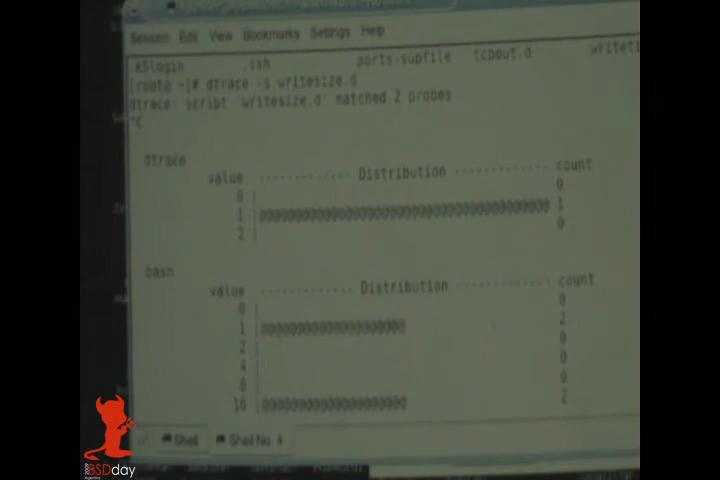 Session Edit View Bookmarks Settings Help
.k5login .ssh ports-supfile tcpout.d
[root@ ~]# dtrace -s writesize.d
dtrace: script 'writesize.d' matched 2 probes
^C
dtrace
value ------------- Distribution ------------- count
0 | 0
1 |@@@@@@@@@@@@@@@@@@@@@@@@@@@@@@@@@@@@@@@@ 1
2 | 0
bash
value ------------- Distribution ------------- count
0 | 0
1 |@@@@@@@@@@@@@@@@@@@@ 2
2 | 0
4 | 0
8 | 0
16 |@@@@@@@@@@@@@@@@@@@@ 2
Shell Shell No. 4
BSDday
Argentina